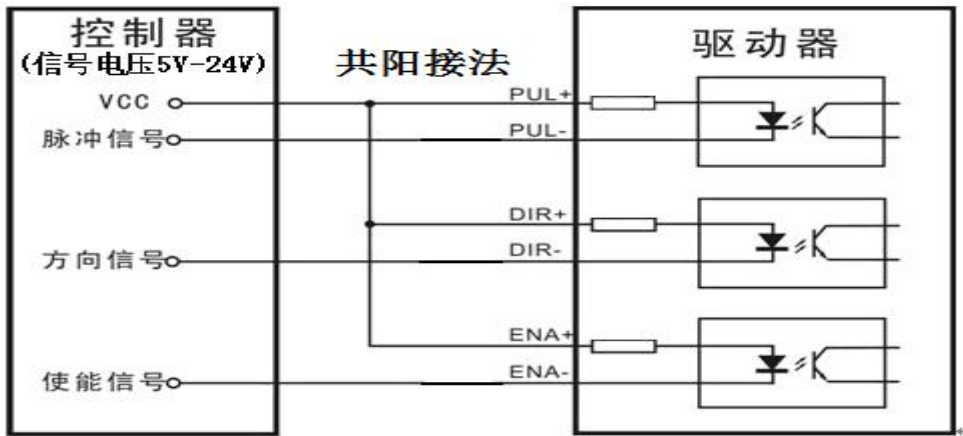 控制器
(信号电压5V-24V)
共阳接法
驱动器
VCC
PUL+
脉冲信号
PUL-
DIR+
方向信号
DIR-
ENA+
使能信号
ENA-